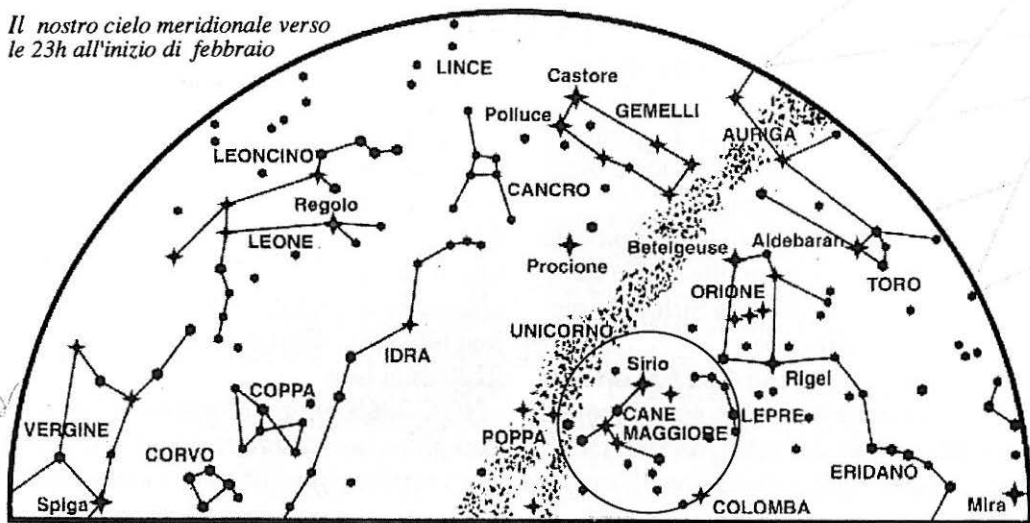 Il nostro cielo meridionale verso
le 23h all'inizio di febbraio
LINCE
Castore
Polluce
GEMELLI
AURIGA
LEONCINO
CANCRO
Regolo
LEONE
Procione
Betelgeuse
Aldebaran
TORO
ORIONE
UNICORNO
IDRA
Sirio
Rigel
COPPA
CANE
MAGGIORE
LEPRE
VERGINE
POPPA
CORVO
ERIDANO
Spiga
COLOMBA
Mira